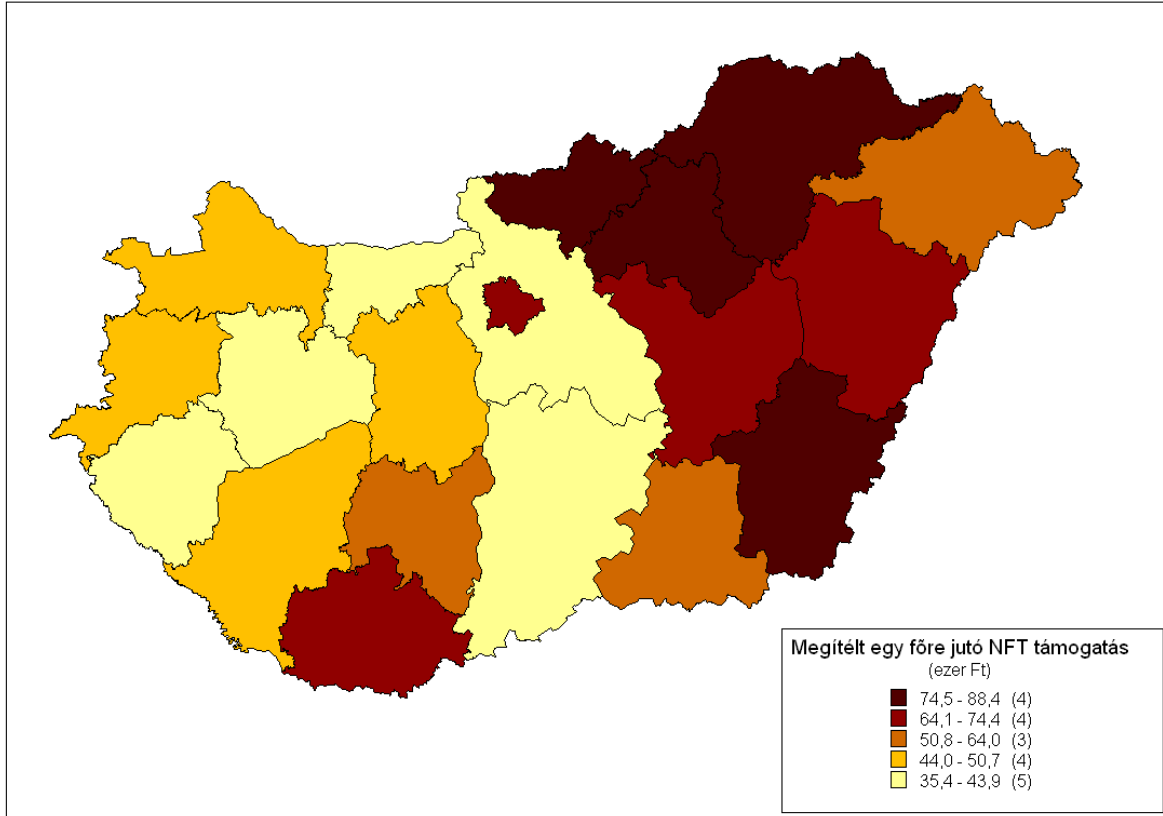 Megítélt egy főre jutó NFT támogatás
(ezer Ft)
74,5 - 88,4 (4)
64,1 - 74,4 (4)
50,8 - 64,0 (3)
44,0 - 50,7 (4)
35,4 - 43,9 (5)